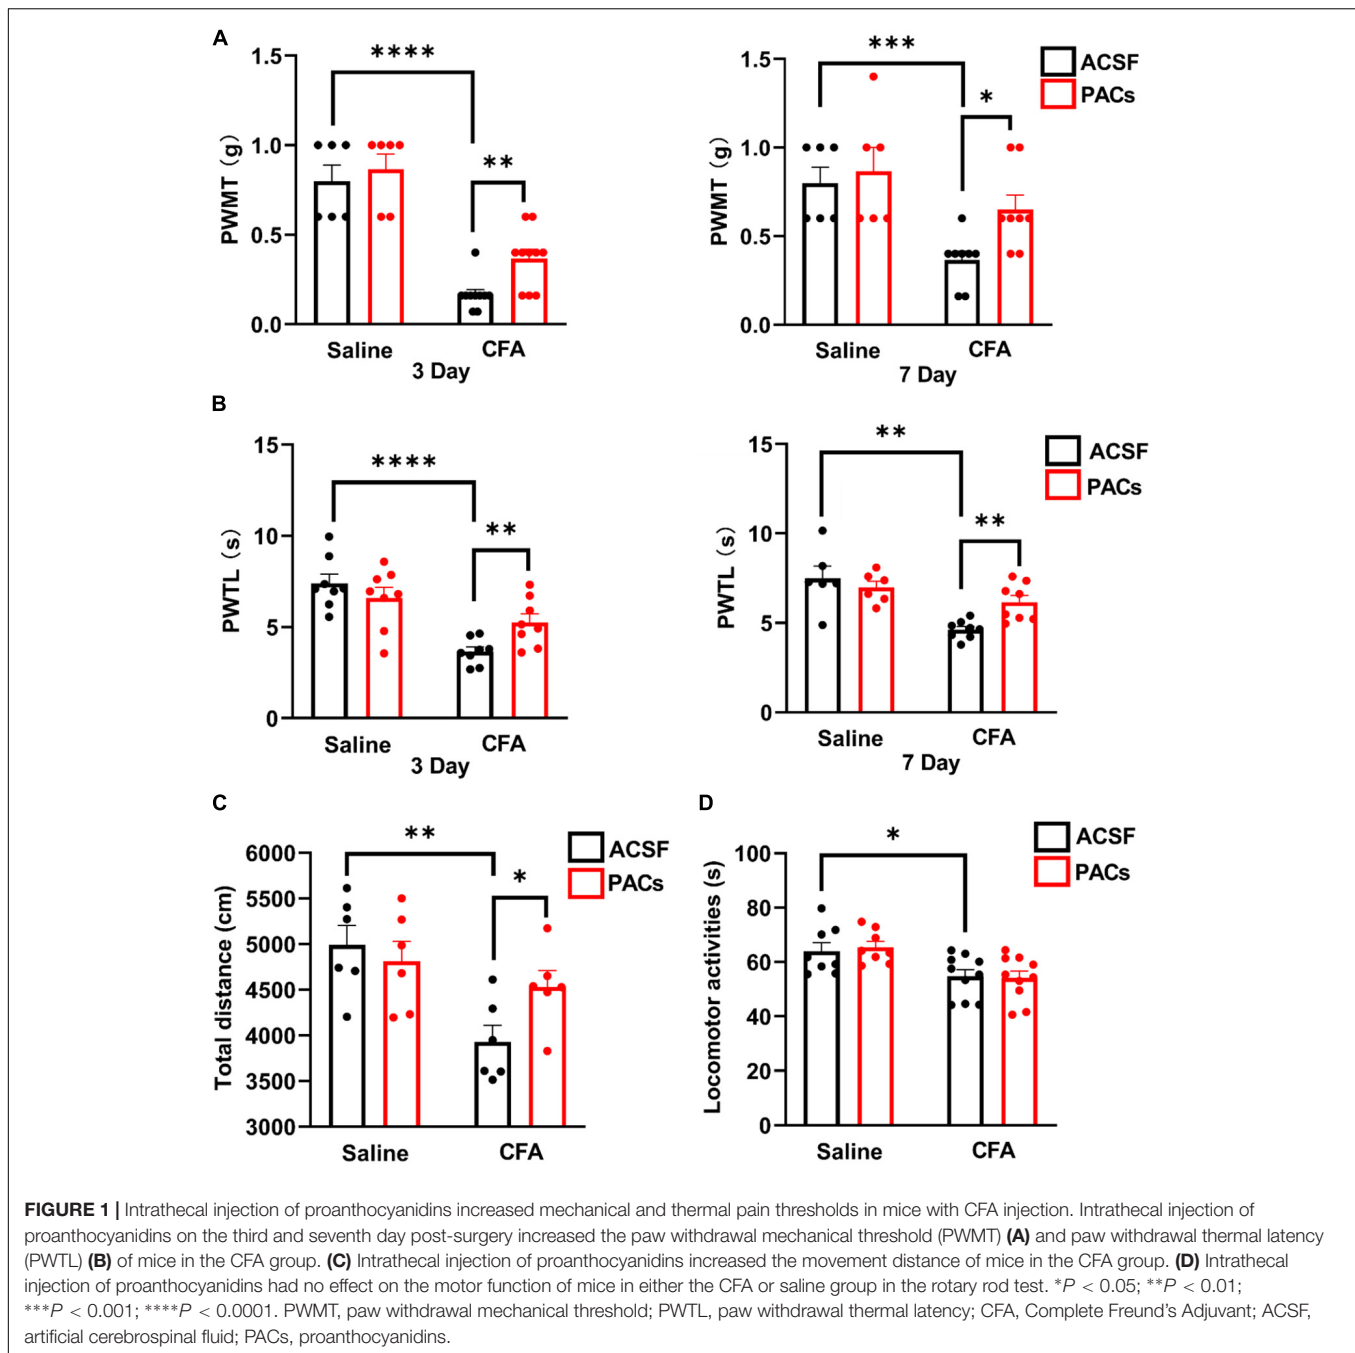 A
****
***
ACSF
PACs
1.5
1.0
0.5
0.0
PWMT (g)
**
Saline
CFA
3 Day
1.5
1.0
0.5
0.0
PWMT (g)
*
Saline
CFA
7 Day
B
****
**
ACSF
PACs
15
10
5
0
PWTL (s)
**
Saline
CFA
3 Day
15
10
5
0
PWTL (s)
**
Saline
CFA
7 Day
C
**
*
ACSF
PACs
6000
5500
5000
4500
4000
3500
3000
Total distance (cm)
Saline
CFA
D
*
ACSF
PACs
100
80
60
40
20
0
Locomotor activities (s)
Saline
CFA
FIGURE 1 | Intrathecal injection of proanthocyanidins increased mechanical and thermal pain thresholds in mice with CFA injection. Intrathecal injection of
proanthocyanidins on the third and seventh day post-surgery increased the paw withdrawal mechanical threshold (PWMT) (A) and paw withdrawal thermal latency
(PWTL) (B) of mice in the CFA group. (C) Intrathecal injection of proanthocyanidins increased the movement distance of mice in the CFA group. (D) Intrathecal
injection of proanthocyanidins had no effect on the motor function of mice in either the CFA or saline group in the rotary rod test. *P < 0.05; **P < 0.01;
***P < 0.001; ****P < 0.0001. PWMT, paw withdrawal mechanical threshold; PWTL, paw withdrawal thermal latency; CFA, Complete Freund's Adjuvant; ACSF,
artificial cerebrospinal fluid; PACs, proanthocyanidins.